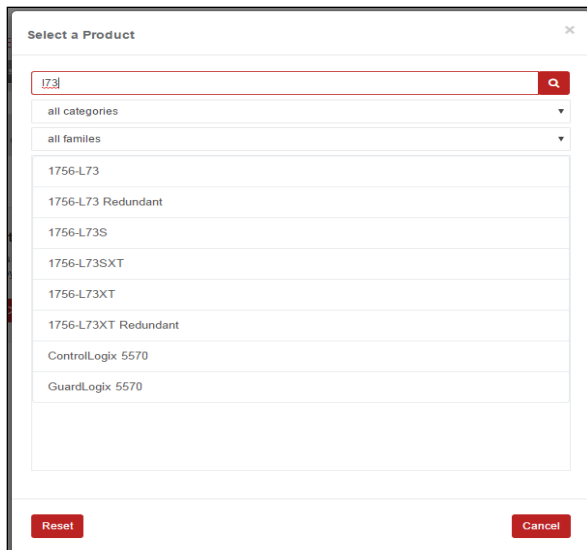 Select a Product
×
l73
all categories
all familes
1756-L73
1756-L73 Redundant
1756-L73S
1756-L73SXT
1756-L73XT
1756-L73XT Redundant
ControlLogix 5570
GuardLogix 5570
Reset
Cancel